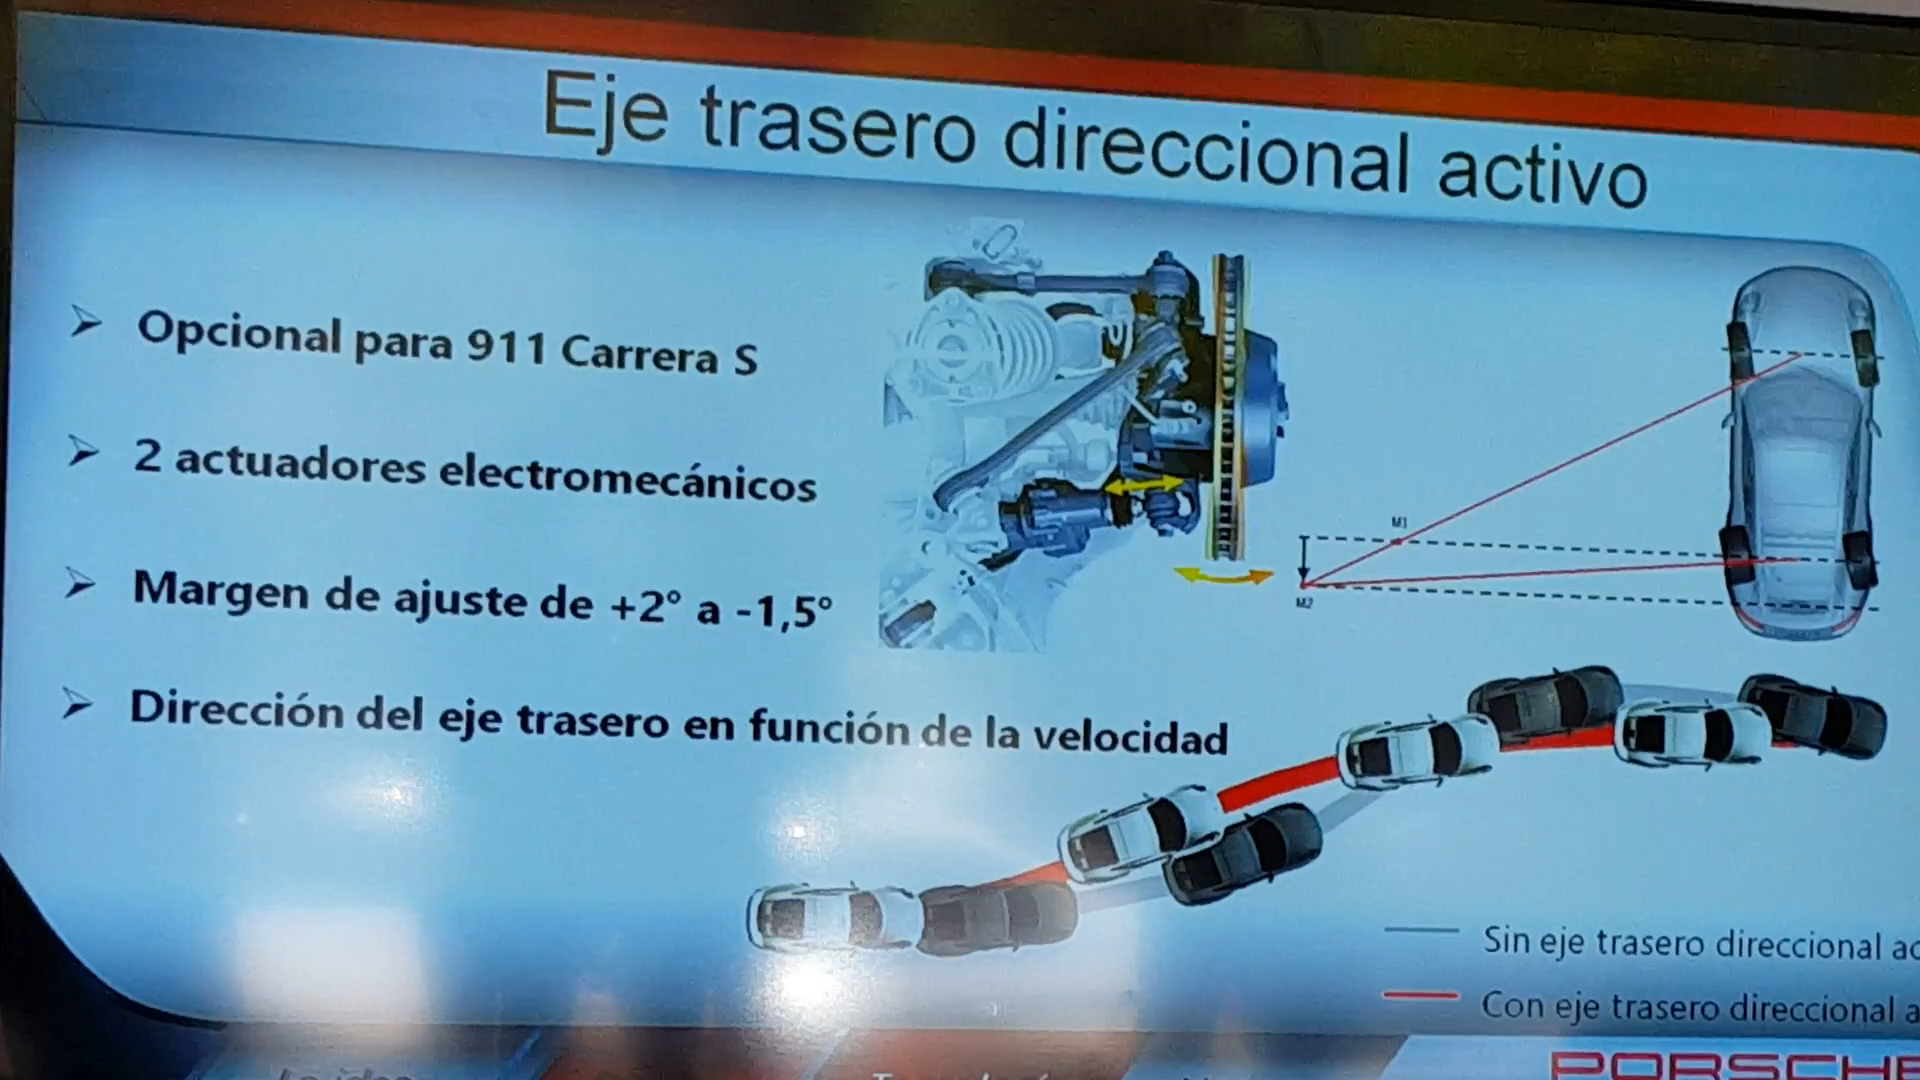 Eje trasero direccional activo
Opcional para 911 Carrera S
2 actuadores electromecánicos
Margen de ajuste de +2° a -1,5°
Dirección del eje trasero en función de la velocidad
M1
M2
Sin eje trasero direccional
Con eje trasero direccional
PORSCHE